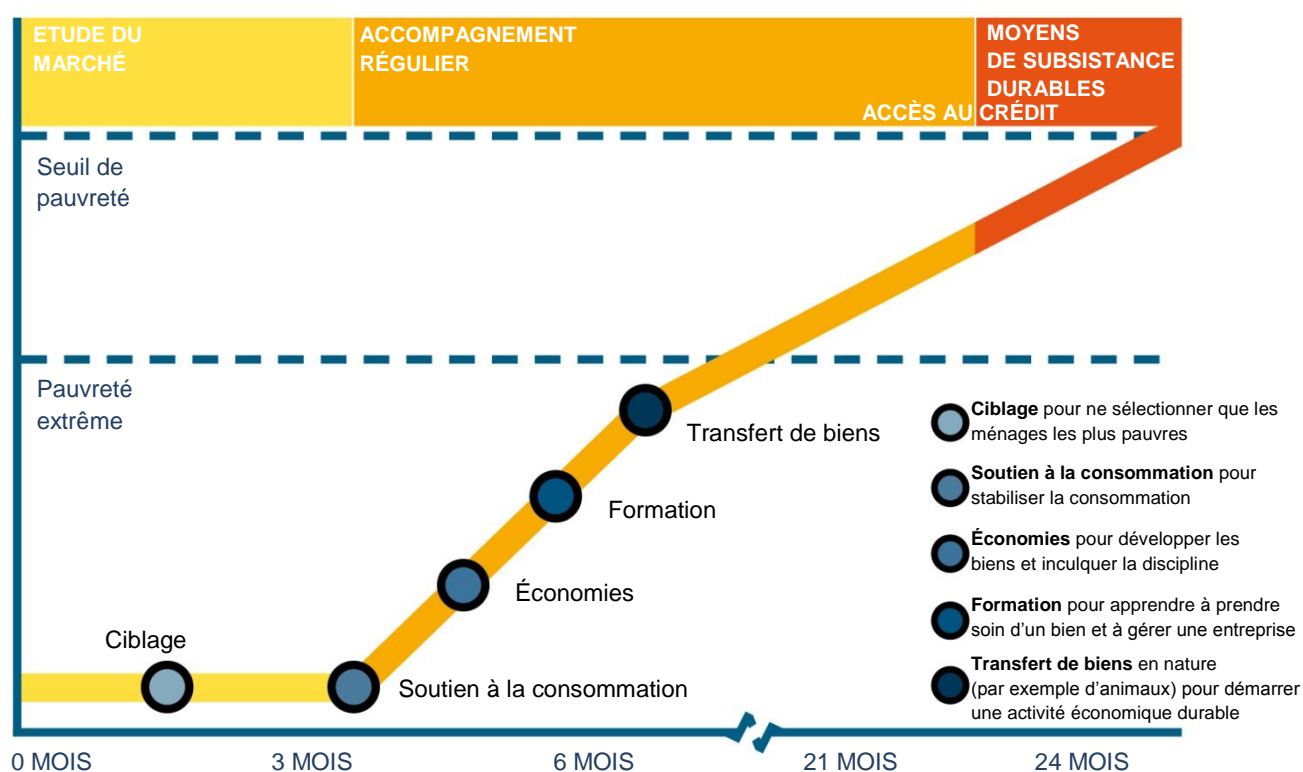 ETUDE DU
MARCHÉ
ACCOMPAGNEMENT
RÉGULIER
MOYENS
DE SUBSISTANCE
DURABLES
ACCÈS AU CRÉDIT
Seuil de
pauvreté
Pauvreté
extrême
Transfert de biens
Formation
Économies
Ciblage
Soutien à la consommation
Ciblage pour ne sélectionner que les
ménages les plus pauvres
Soutien à la consommation pour
stabiliser la consommation
Économies pour développer les
biens et inculquer la discipline
Formation pour apprendre à prendre
soin d’un bien et à gérer une entreprise
Transfert de biens en nature
(par exemple d’animaux) pour démarrer
une activité économique durable
0 MOIS
3 MOIS
6 MOIS
21 MOIS
24 MOIS